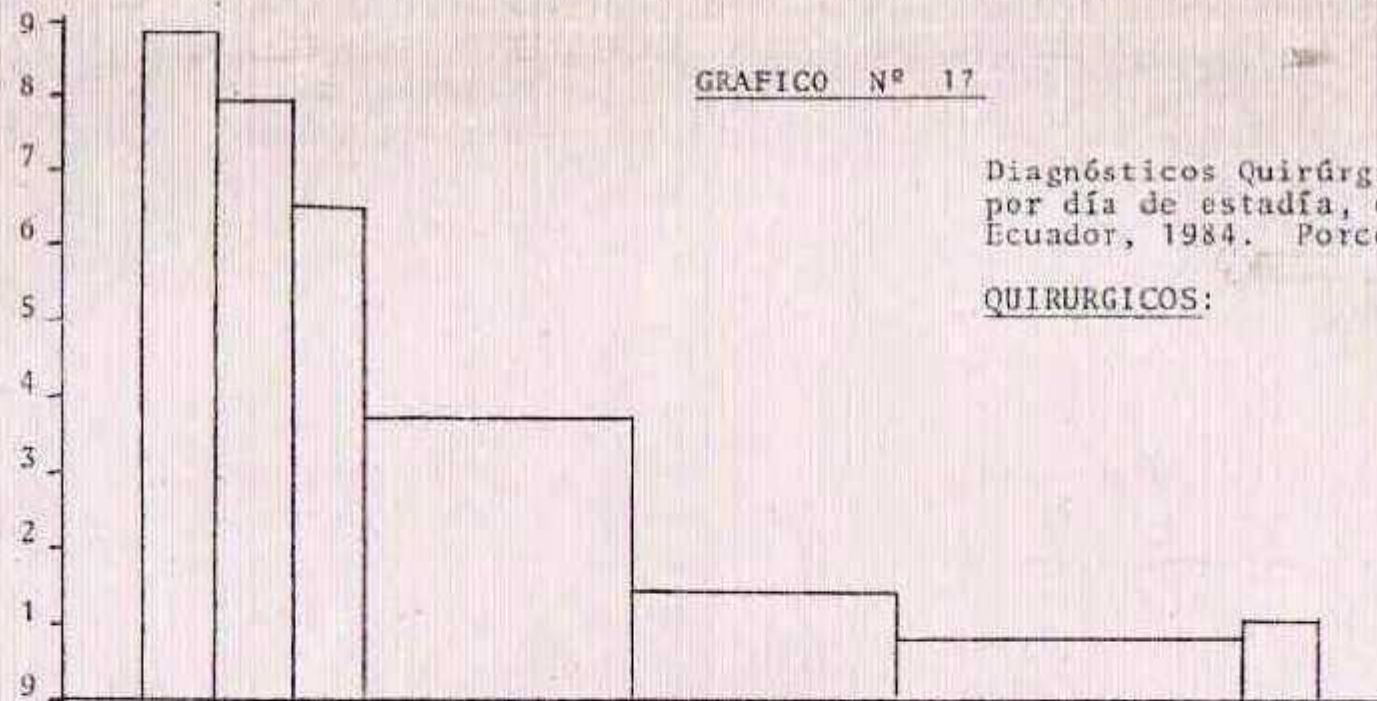 GRAFICO Nº 17
Diagnósticos Quirúrg
por día de estadía,
Ecuador, 1984. Porc
QUIRURGICOS:
9
8
7
6
5
4
3
2
1
9